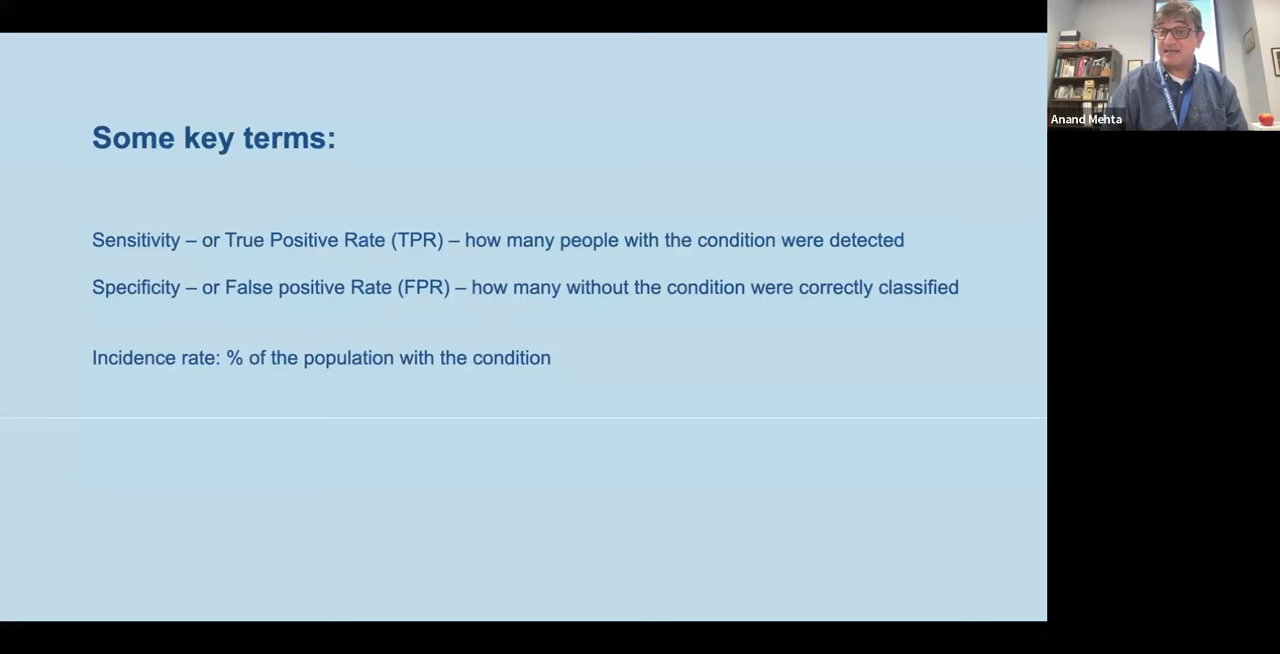 Some key terms:
Sensitivity – or True Positive Rate (TPR) – how many people with the condition were detected
Specificity – or False positive Rate (FPR) – how many without the condition were correctly classified
Incidence rate: % of the population with the condition
Anand Mehta